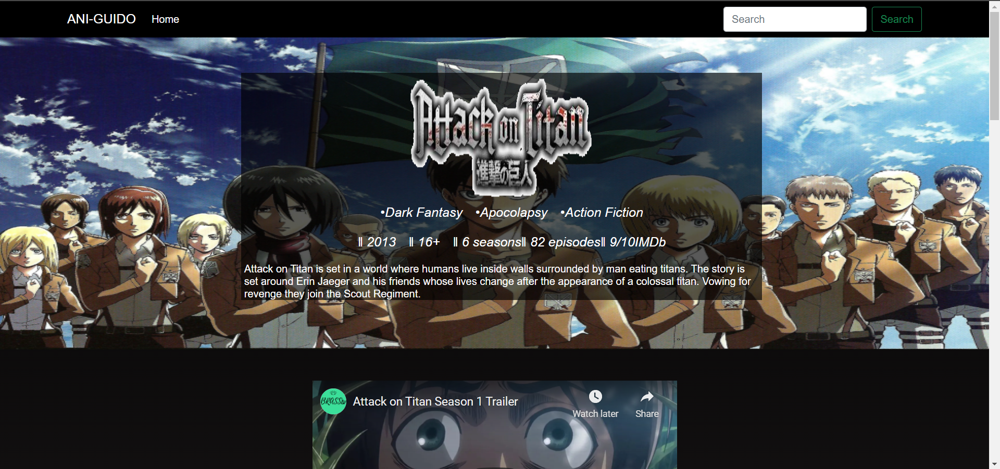 ANI-GUIDO Home Search Search
Attack on Titan
進撃の巨人
•Dark Fantasy •Apocolapsy •Action Fiction
‖ 2013 ‖ 16+ ‖ 6 seasons‖ 82 episodes‖ 9/10IMDb
Attack on Titan is set in a world where humans live inside walls surrounded by man eating titans. The story is
set around Erin Jaeger and his friends whose lives change after the appearance of a colossal titan. Vowing for
revenge they join the Scout Regiment.
BRASStv Attack on Titan Season 1 Trailer
Watch later Share